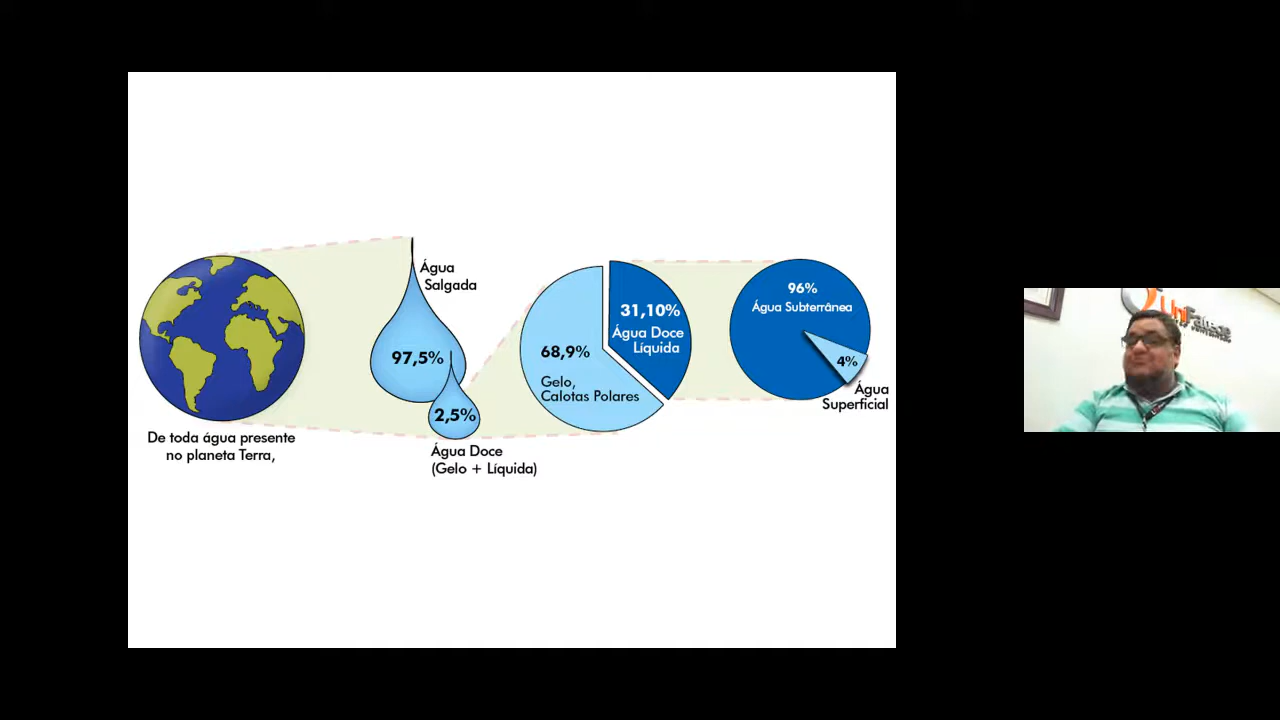 De toda água presente
no planeta Terra,
Água
Salgada
97,5%
2,5%
Água Doce
(Gelo + Líquida)
68,9%
Gelo,
Calotas Polares
31,10%
Água Doce
Líquida
96%
Água Subterrânea
4%
Água
Superficial